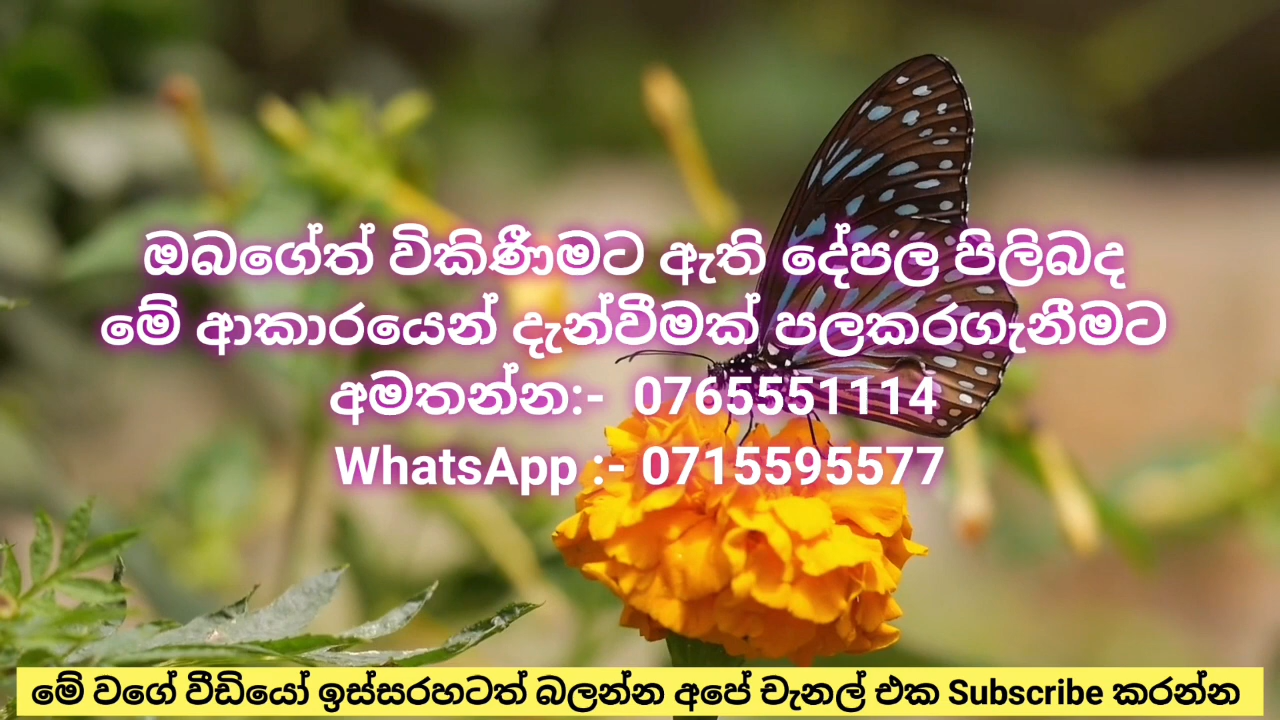 ඔබගේත් විකිණීමට ඇති දේපල පිලිබද
මේ ආකාරයෙන් දැන්වීමක් පලකරගැනීමට
අමතන්න:- 0765551114
WhatsApp :- 0715595577
මේ වගේ වීඩියෝ ඉස්සරහටත් බලන්න අපේ චැනල් එක Subscribe කරන්න